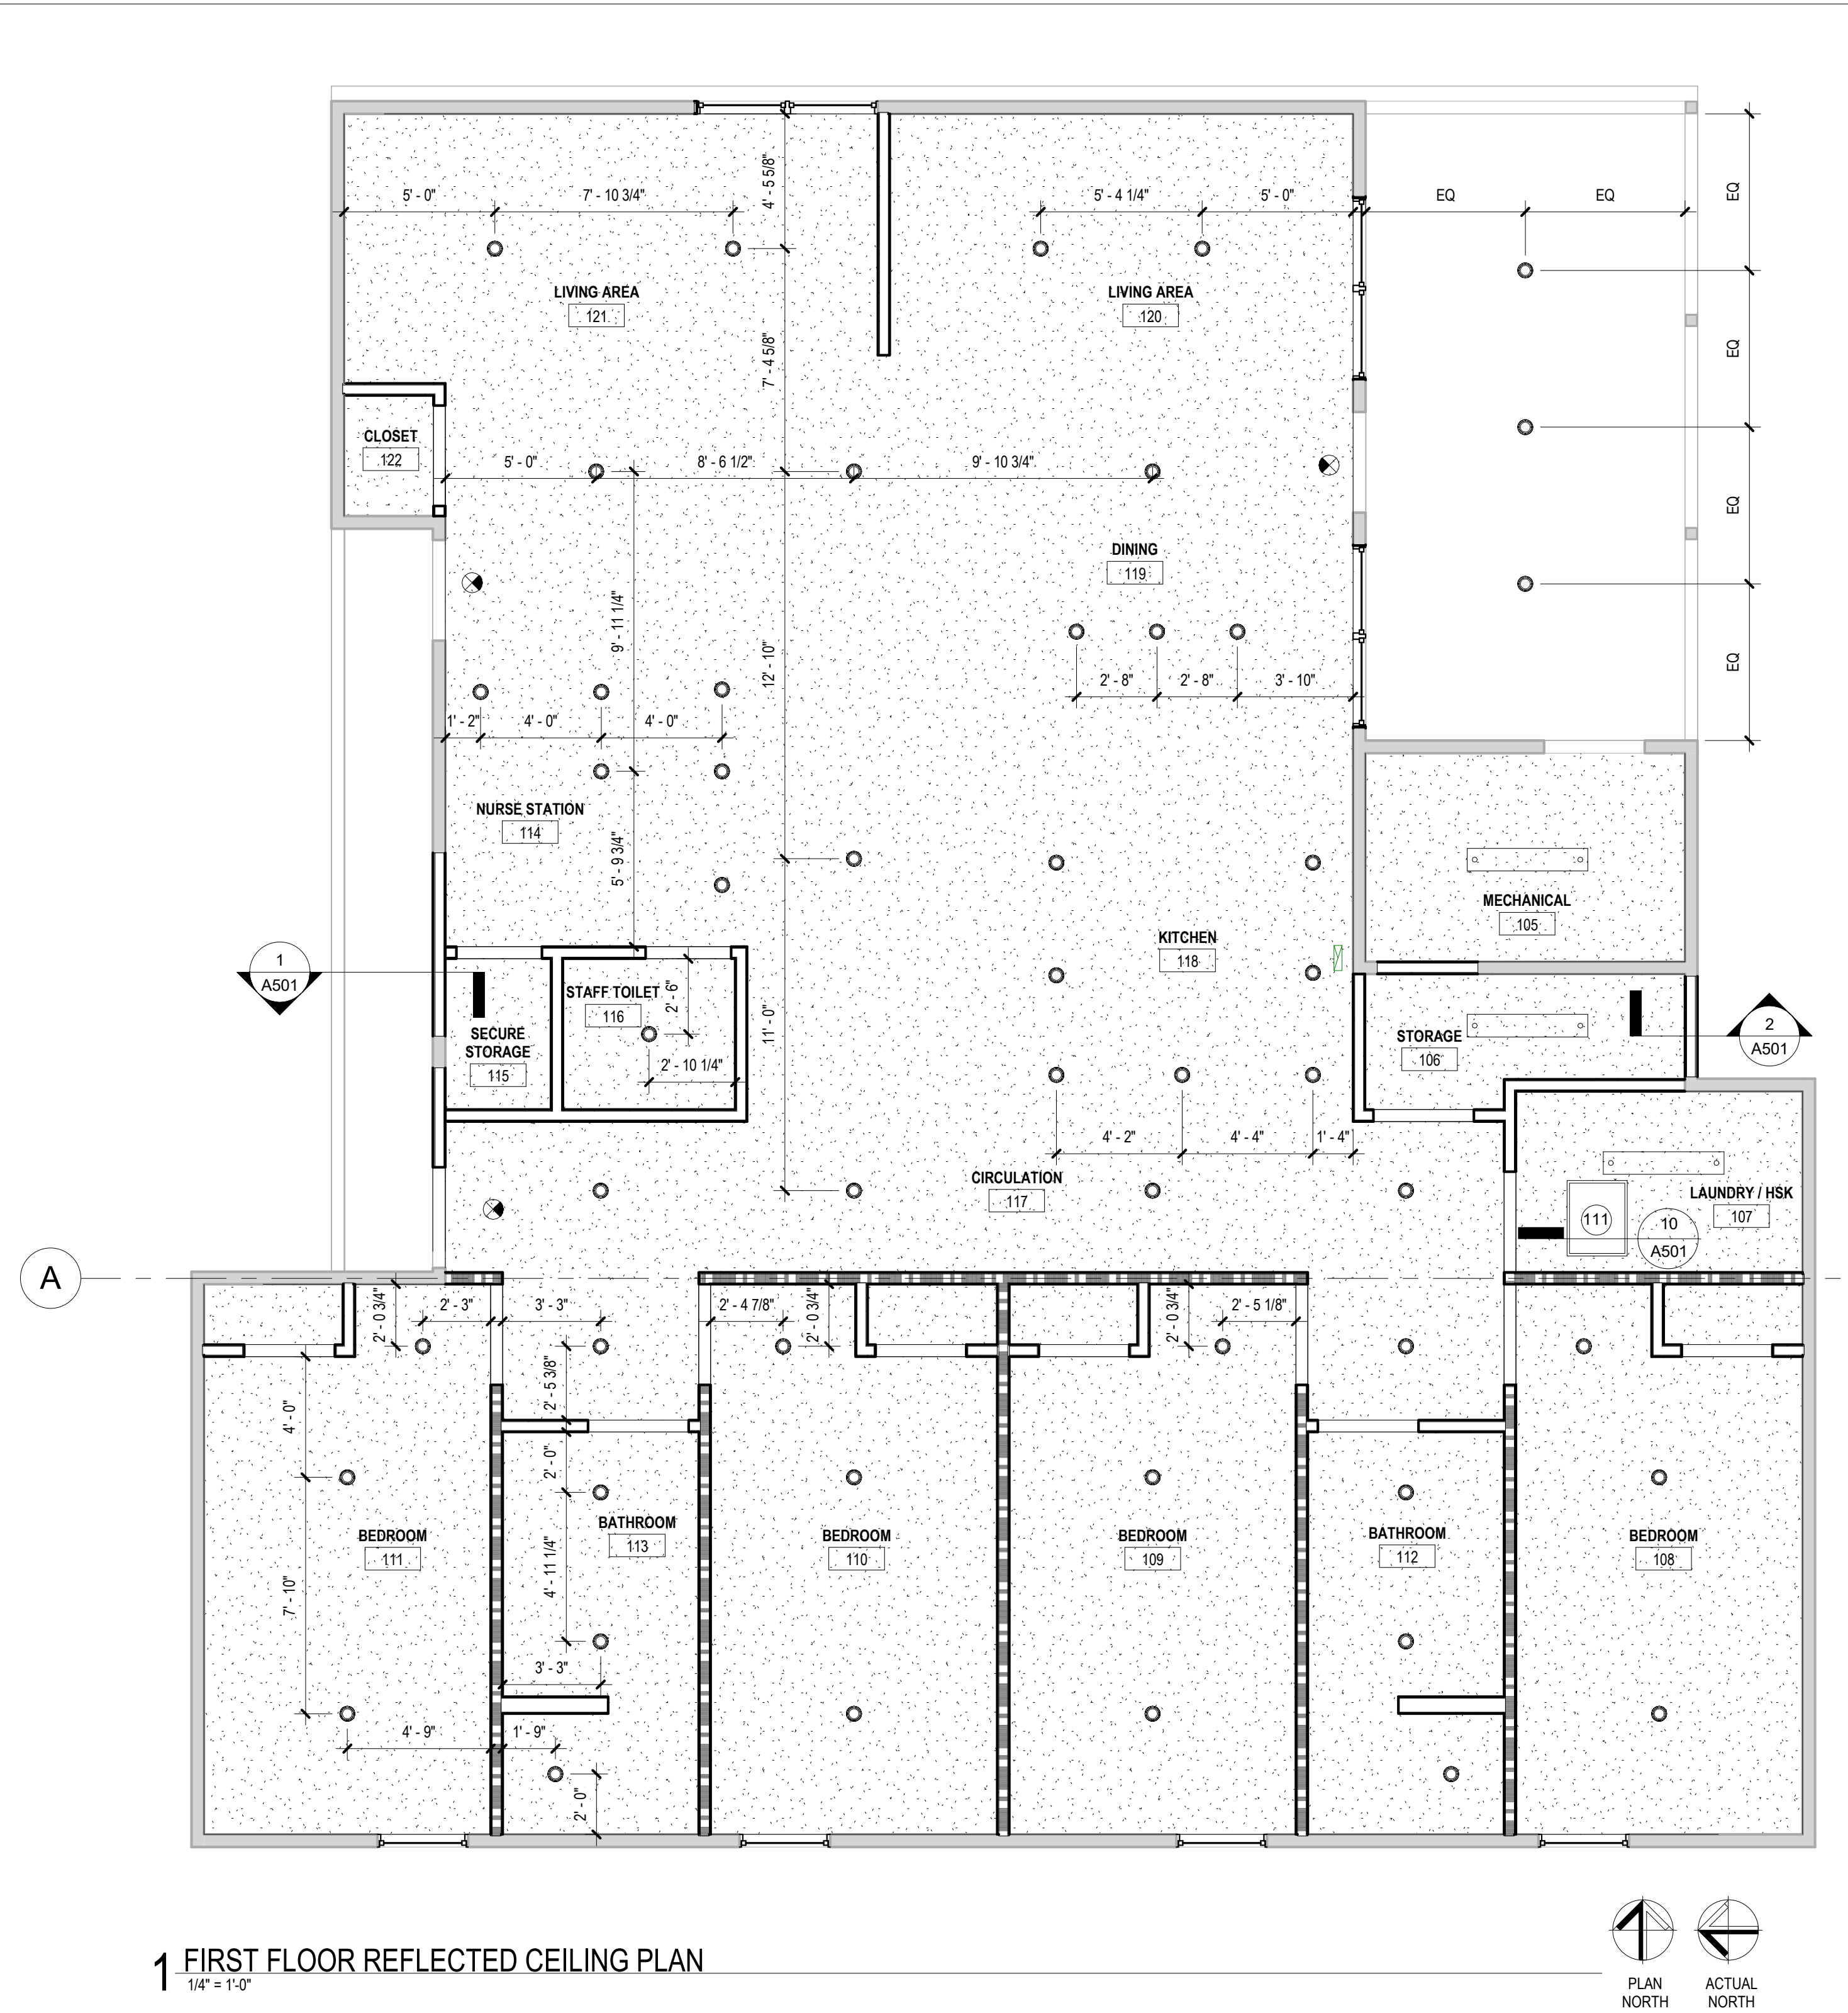 4' - 5 5/8"
5' - 0"
7' - 10 3/4"
5' - 4 1/4"
5' - 0"
EQ
EQ
EQ
LIVING AREA
121
LIVING AREA
120
7' - 4 5/8"
EQ
CLOSET
122
5' - 0"
8' - 6 1/2"
9' - 10 3/4"
EQ
DINING
119
9' - 11 1/4"
12' - 10"
EQ
2' - 8"
2' - 8"
3' - 10"
1' - 2"
4' - 0"
4' - 0"
NURSE STATION
114
5' - 9 3/4"
MECHANICAL
105
KITCHEN
118
1
A501
STAFF TOILET
116
2' - 6"
SECURE
STORAGE
115
2' - 10 1/4"
11' - 0"
STORAGE
106
2
A501
4' - 2"
4' - 4"
1' - 4"
CIRCULATION
117
LAUNDRY / HSK
107
111
10
A501
A
2' - 0 3/4"
2' - 3"
3' - 3"
2' - 4 7/8"
2' - 0 3/4"
2' - 0 3/4"
2' - 5 1/8"
2' - 5 3/8"
4' - 0"
2' - 0"
BEDROOM
111
BATHROOM
113
BEDROOM
110
BEDROOM
109
BATHROOM
112
BEDROOM
108
4' - 11 1/4"
7' - 10"
3' - 3"
4' - 9"
1' - 9"
2' - 0"
1 FIRST FLOOR REFLECTED CEILING PLAN
1/4" = 1'-0"
PLAN
NORTH
ACTUAL
NORTH